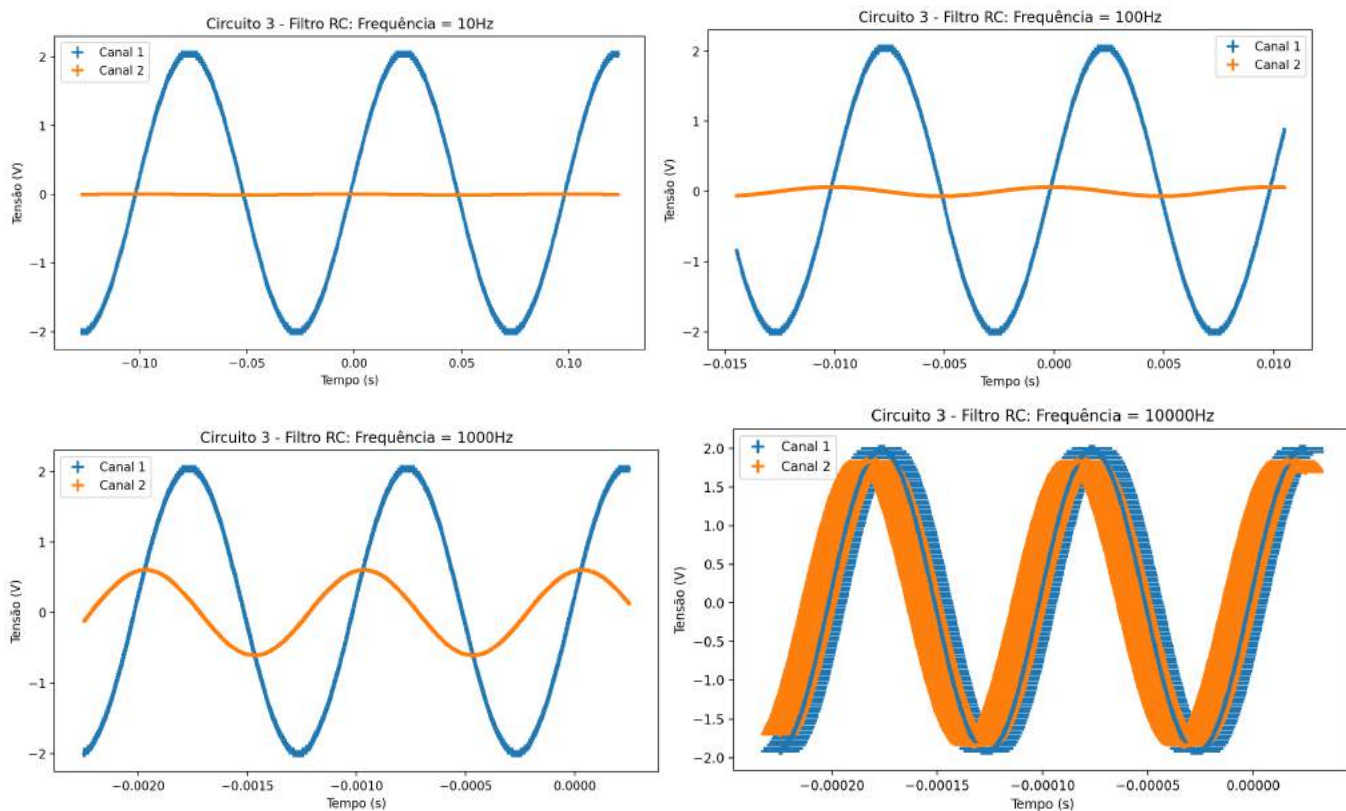 Circuito 3 - Filtro RC: Frequência = 10Hz
Canal 1
Canal 2
2
1
0
−1
−2
Tensão (V)
−0.10
−0.05
0.00
0.05
0.10
Tempo (s)
Circuito 3 - Filtro RC: Frequência = 100Hz
Canal 1
Canal 2
2
1
0
−1
−2
Tensão (V)
−0.015
−0.010
−0.005
0.000
0.005
0.010
Tempo (s)
Circuito 3 - Filtro RC: Frequência = 1000Hz
Canal 1
Canal 2
2
1
0
−1
−2
Tensão (V)
−0.0020
−0.0015
−0.0010
−0.0005
0.0000
Tempo (s)
Circuito 3 - Filtro RC: Frequência = 10000Hz
Canal 1
Canal 2
2.0
1.5
1.0
0.5
0.0
−0.5
−1.0
−1.5
−2.0
Tensão (V)
−0.00020
−0.00015
−0.00010
−0.00005
0.00000
Tempo (s)